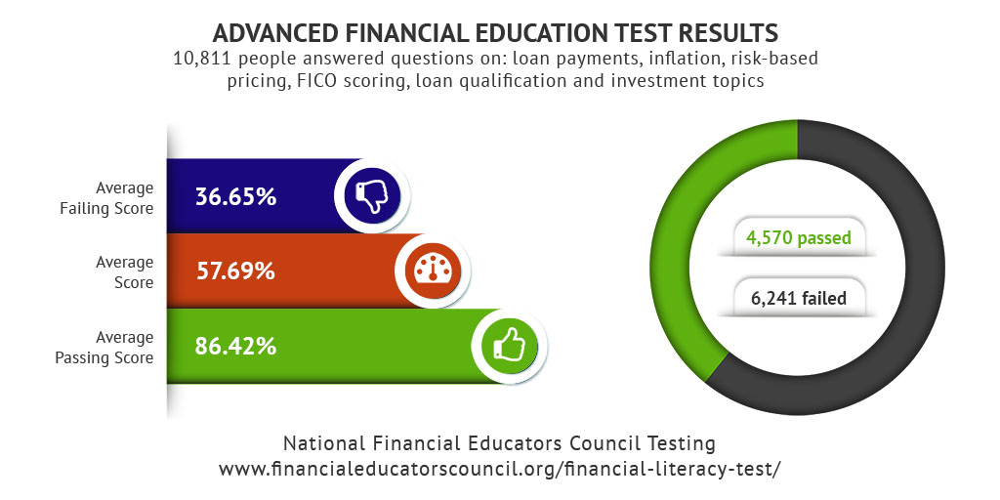 ADVANCED FINANCIAL EDUCATION TEST RESULTS
10,811 people answered questions on: loan payments, inflation, risk-based
pricing, FICO scoring, loan qualification and investment topics
Average
Failing Score
36.65%
Average
Score
57.69%
Average
Passing Score
86.42%
4,570 passed
6,241 failed
National Financial Educators Council Testing
www.financialeducatorscouncil.org/financial-literacy-test/